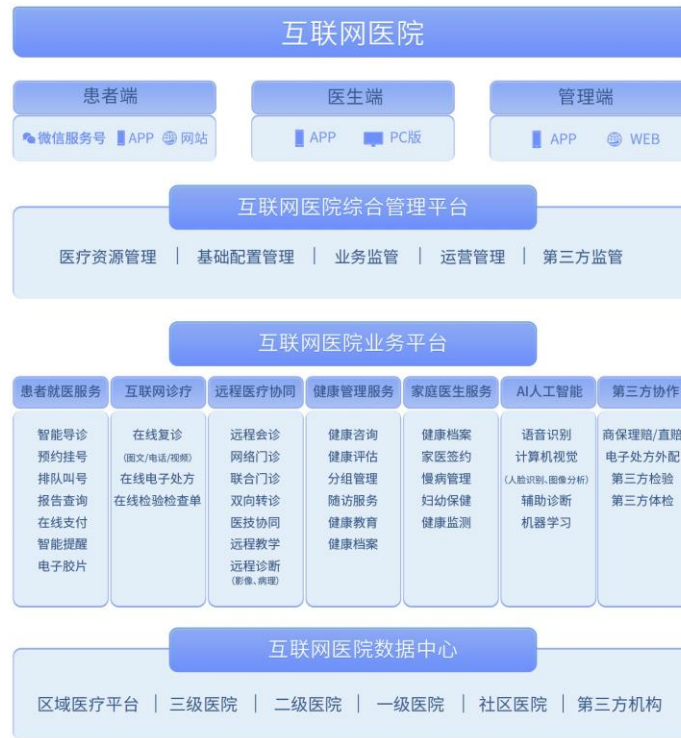 互联网医院
患者端 医生端 管理端
微信服务号 APP 网站 APP PC版 APP WEB
互联网医院综合管理平台
医疗资源管理 | 基础配置管理 | 业务监管 | 运营管理 | 第三方监管
互联网医院业务平台
患者就医服务
智能导诊
预约挂号
排队叫号
报告查询
在线支付
智能提醒
电子胶片
互联网诊疗
在线复诊
(图文/电话/视频)
在线电子处方
在线检验检查单
远程医疗协同
远程会诊
网络门诊
联合门诊
双向转诊
医技协同
远程教学
远程诊断
(影像、病理)
健康管理服务
健康咨询
健康评估
分组管理
随访服务
健康教育
健康档案
家庭医生服务
健康档案
家医签约
慢病管理
妇幼保健
健康监测
AI人工智能
语音识别
计算机视觉
(人脸识别、图像分析)
辅助诊断
机器学习
第三方协作
商保理赔/直赔
电子处方外配
第三方检验
第三方体检
互联网医院数据中心
区域医疗平台 | 三级医院 | 二级医院 | 一级医院 | 社区医院 | 第三方机构